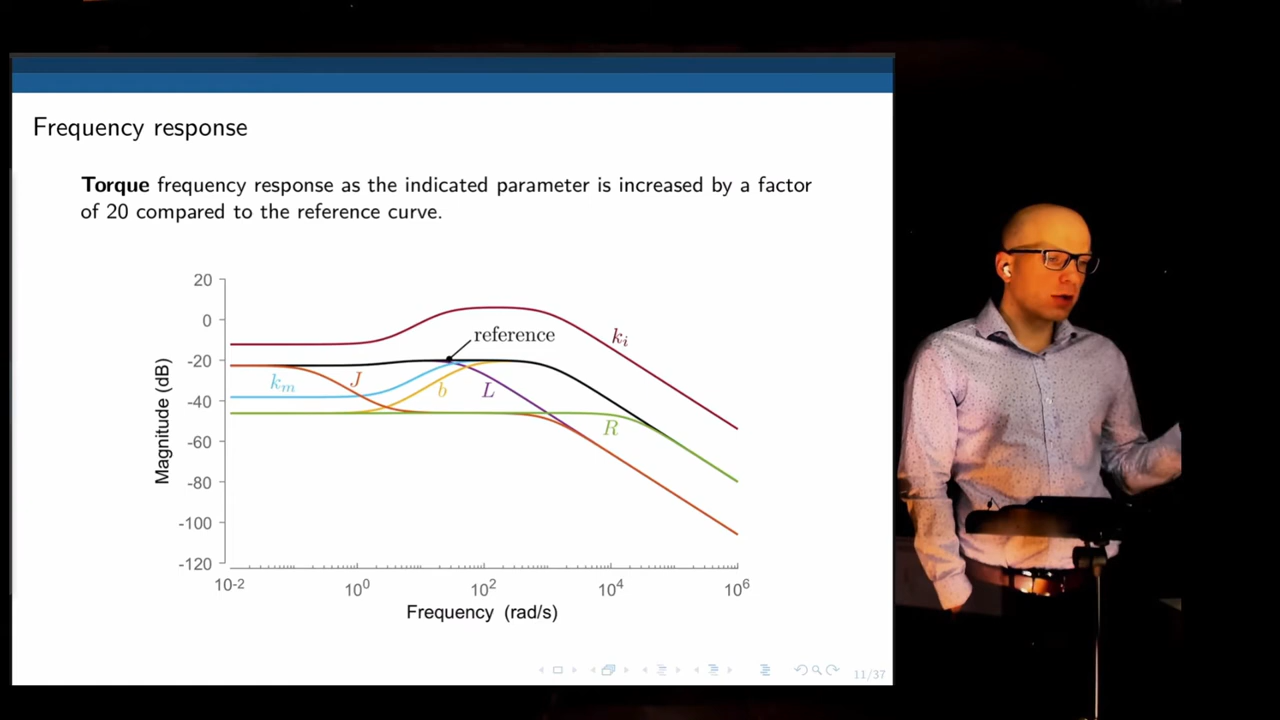 Frequency response
Torque frequency response as the indicated parameter is increased by a factor
of 20 compared to the reference curve.
20
0
-20
-40
-60
-80
-100
-120
Magnitude (dB)
reference
k_i
k_m
J
b
L
R
10^-2
10^0
10^2
10^4
10^6
Frequency (rad/s)
11/37